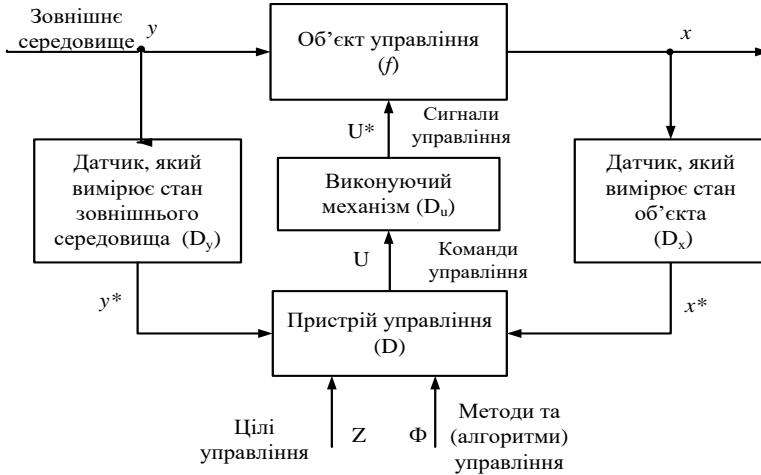 Зовнішнє
середовище
y
Об’єкт управління
(f)
x
U*
Сигнали
управління
Датчик, який
вимірює стан
зовнішнього
середовища (Dy)
Виконуючий
механізм (Du)
Датчик, який
вимірює стан
об’єкта
(Dx)
U
Команди
управління
y*
Пристрій управління
(D)
x*
Цілі
управління
Z
Ф
Методи та
(алгоритми)
управління